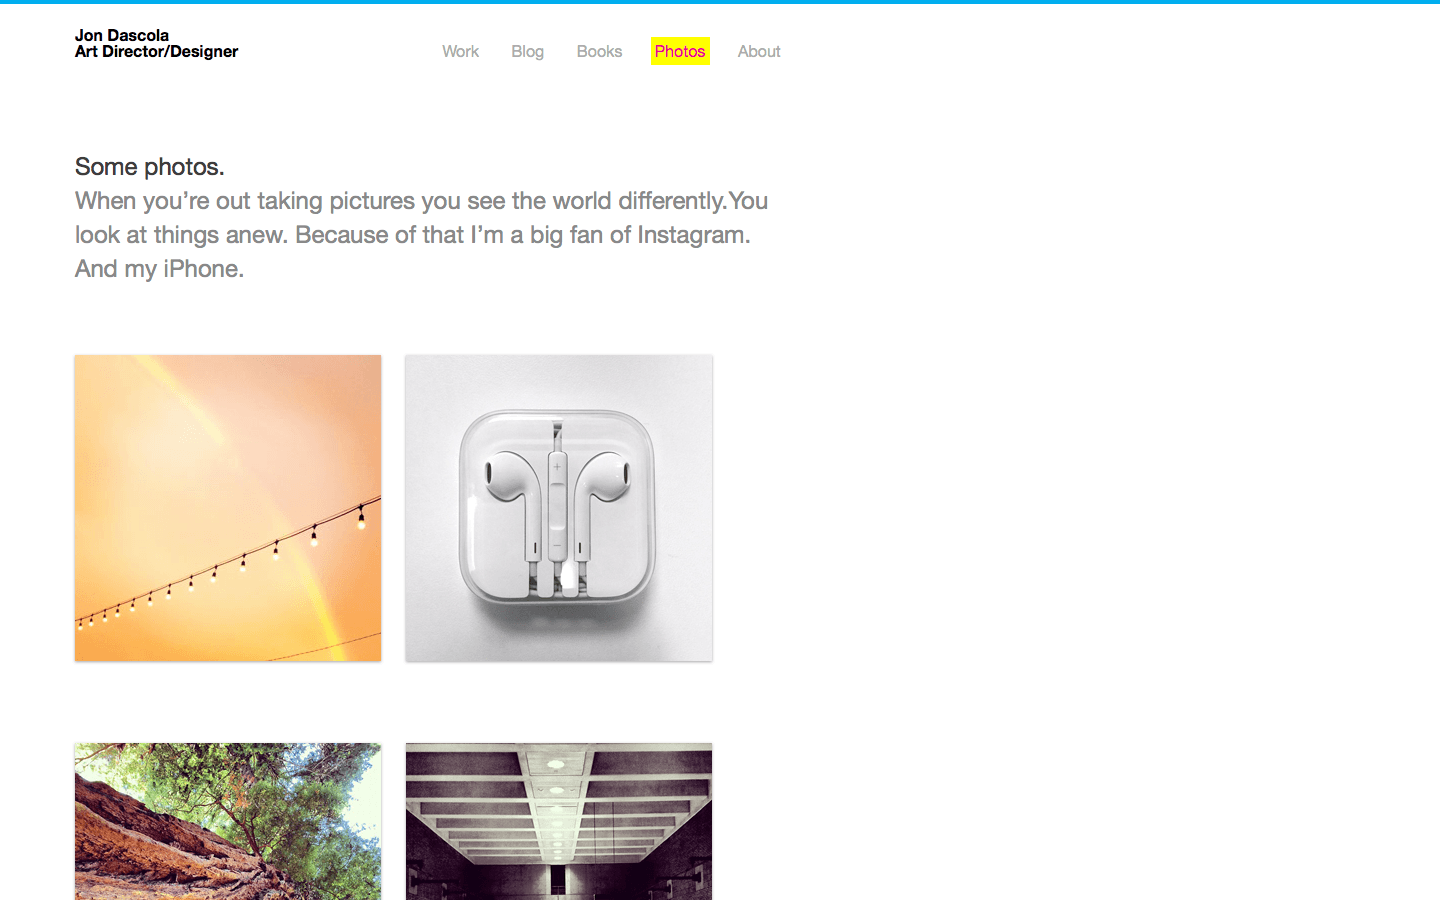 Jon Dascola
Art Director/Designer
Work
Blog
Books
Photos
About
Some photos.
When you’re out taking pictures you see the world differently.You
look at things anew. Because of that I’m a big fan of Instagram.
And my iPhone.